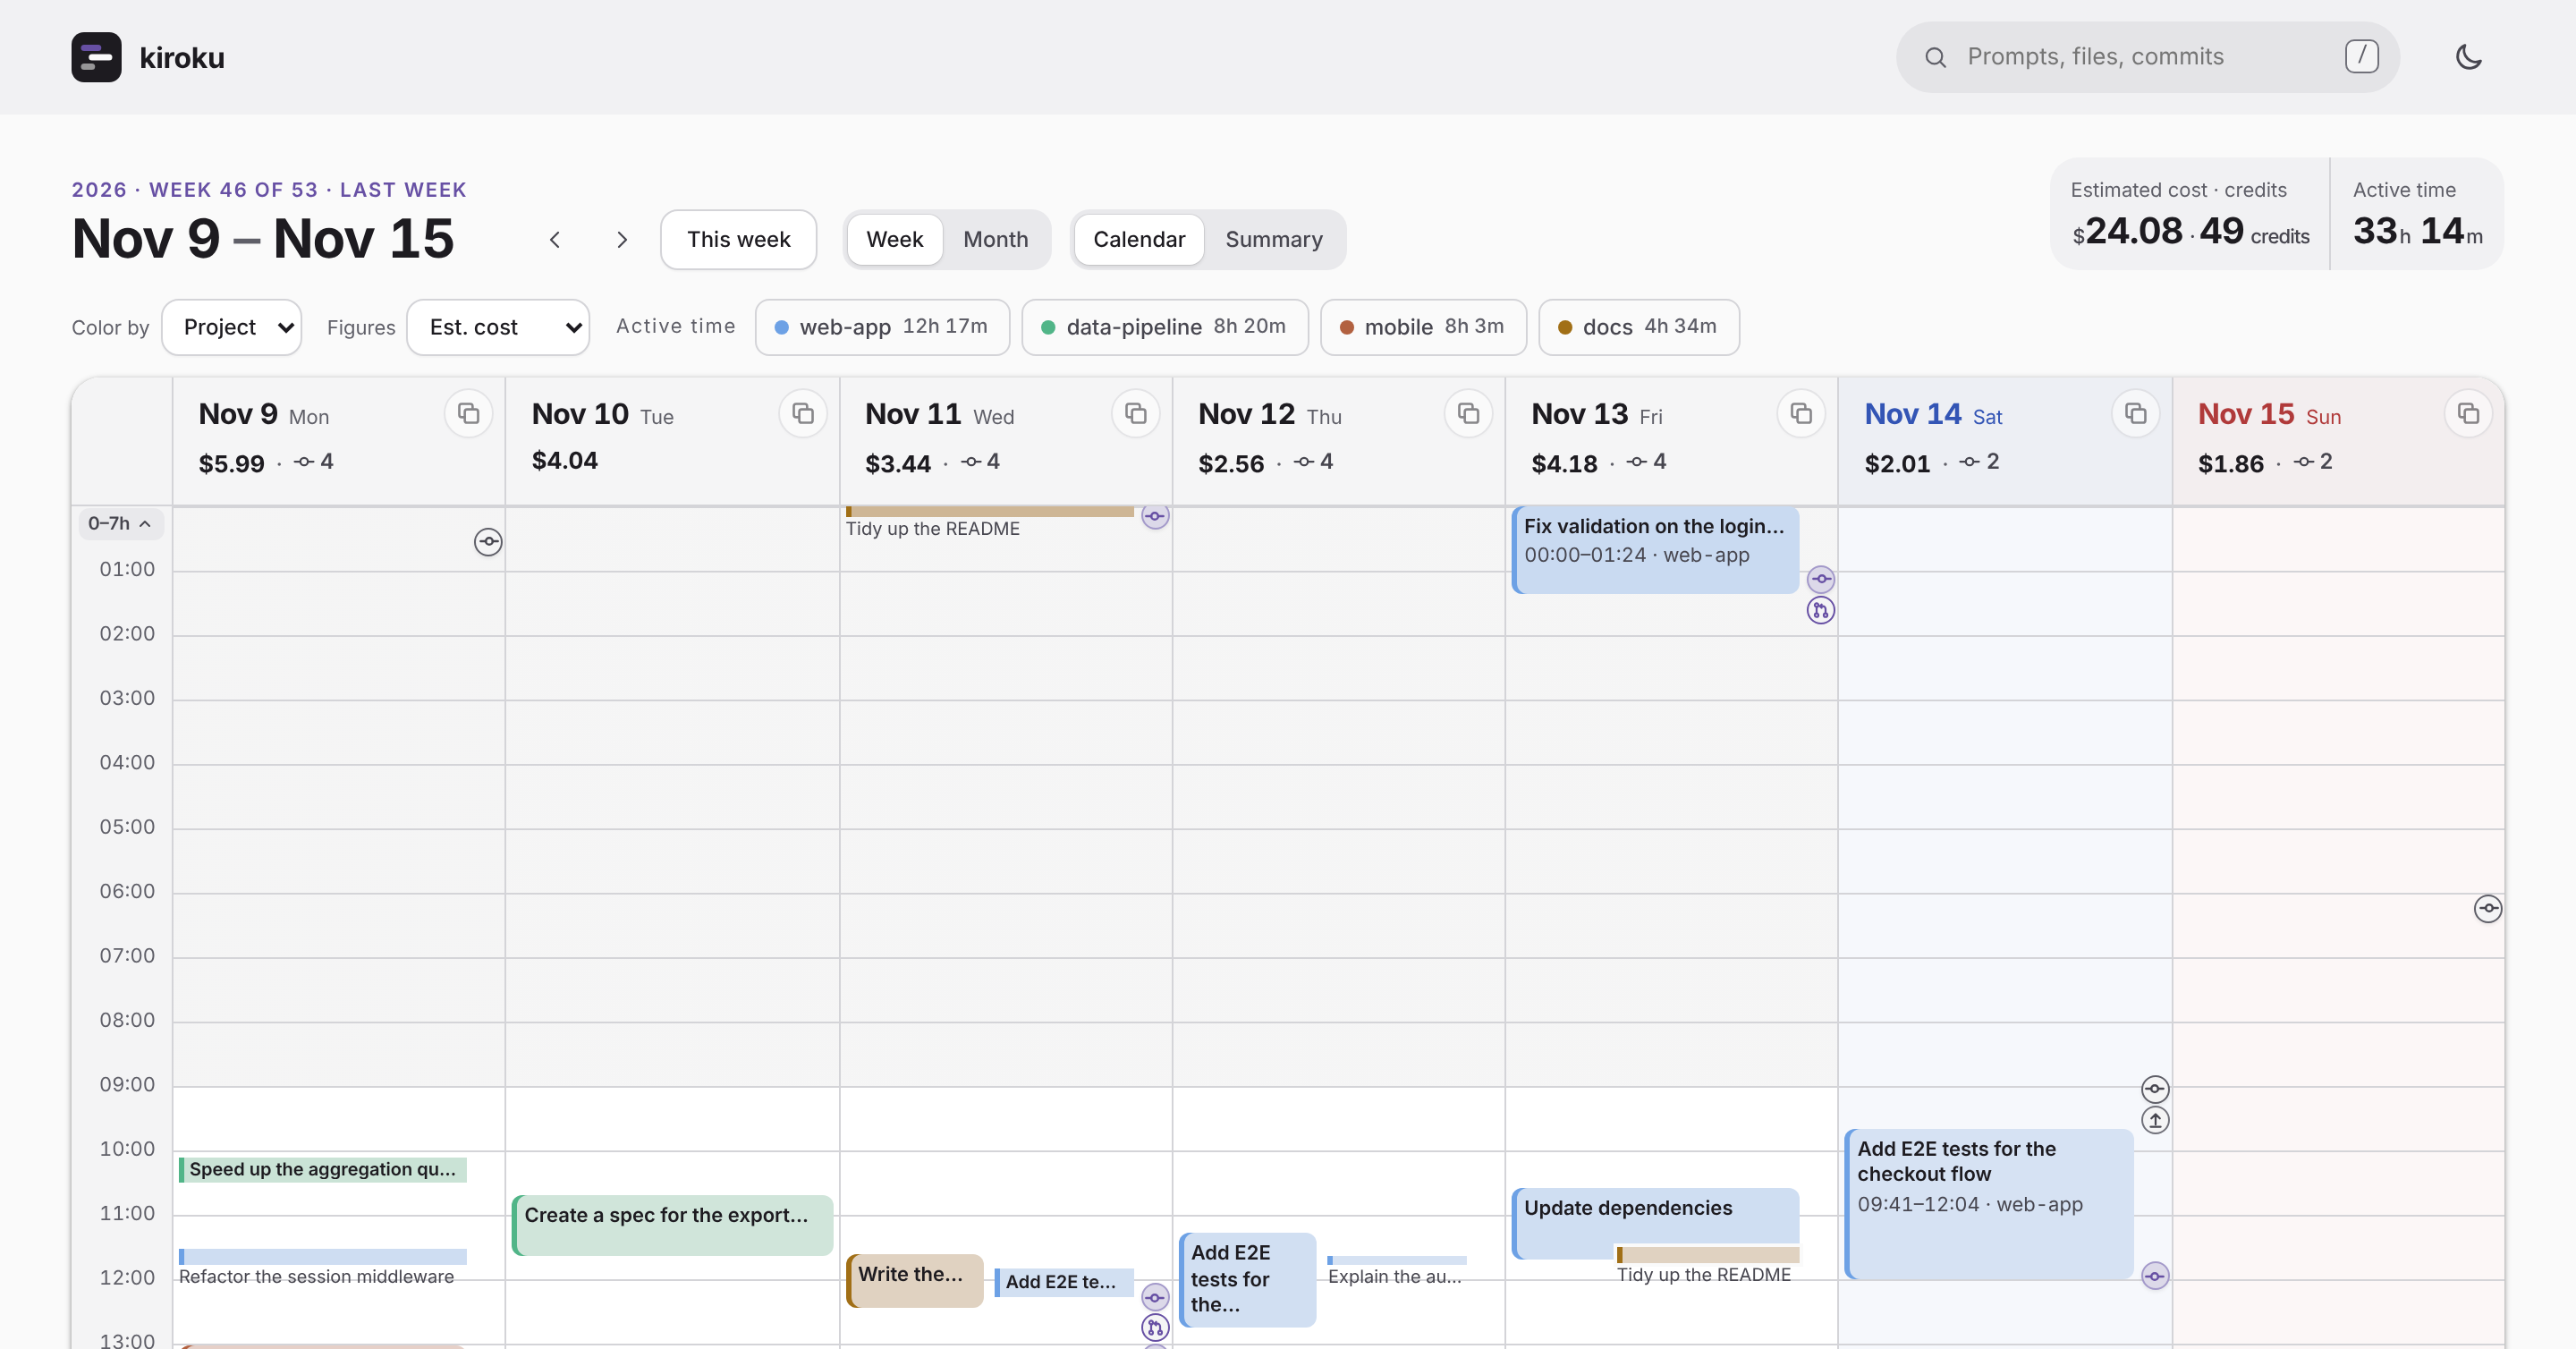 kiroku
Prompts, files, commits /
2026 · WEEK 46 OF 53 · LAST WEEK
Nov 9 – Nov 15
This week
Week Month
Calendar Summary
Estimated cost · credits
$24.08 · 49 credits
Active time
33h 14m
Color by Project
Figures Est. cost
Active time
web-app 12h 17m
data-pipeline 8h 20m
mobile 8h 3m
docs 4h 34m
Nov 9 Mon
$5.99 · 4
Nov 10 Tue
$4.04
Nov 11 Wed
$3.44 · 4
Nov 12 Thu
$2.56 · 4
Nov 13 Fri
$4.18 · 4
Nov 14 Sat
$2.01 · 2
Nov 15 Sun
$1.86 · 2
0–7h
01:00
02:00
03:00
04:00
05:00
06:00
07:00
08:00
09:00
10:00
11:00
12:00
13:00
Speed up the aggregation qu...
Refactor the session middleware
Create a spec for the export...
Tidy up the README
Write the...
Add E2E te...
Add E2E
tests for
the...
Explain the au...
Fix validation on the login...
00:00–01:24 · web-app
Update dependencies
Tidy up the README
Add E2E tests for the
checkout flow
09:41–12:04 · web-app